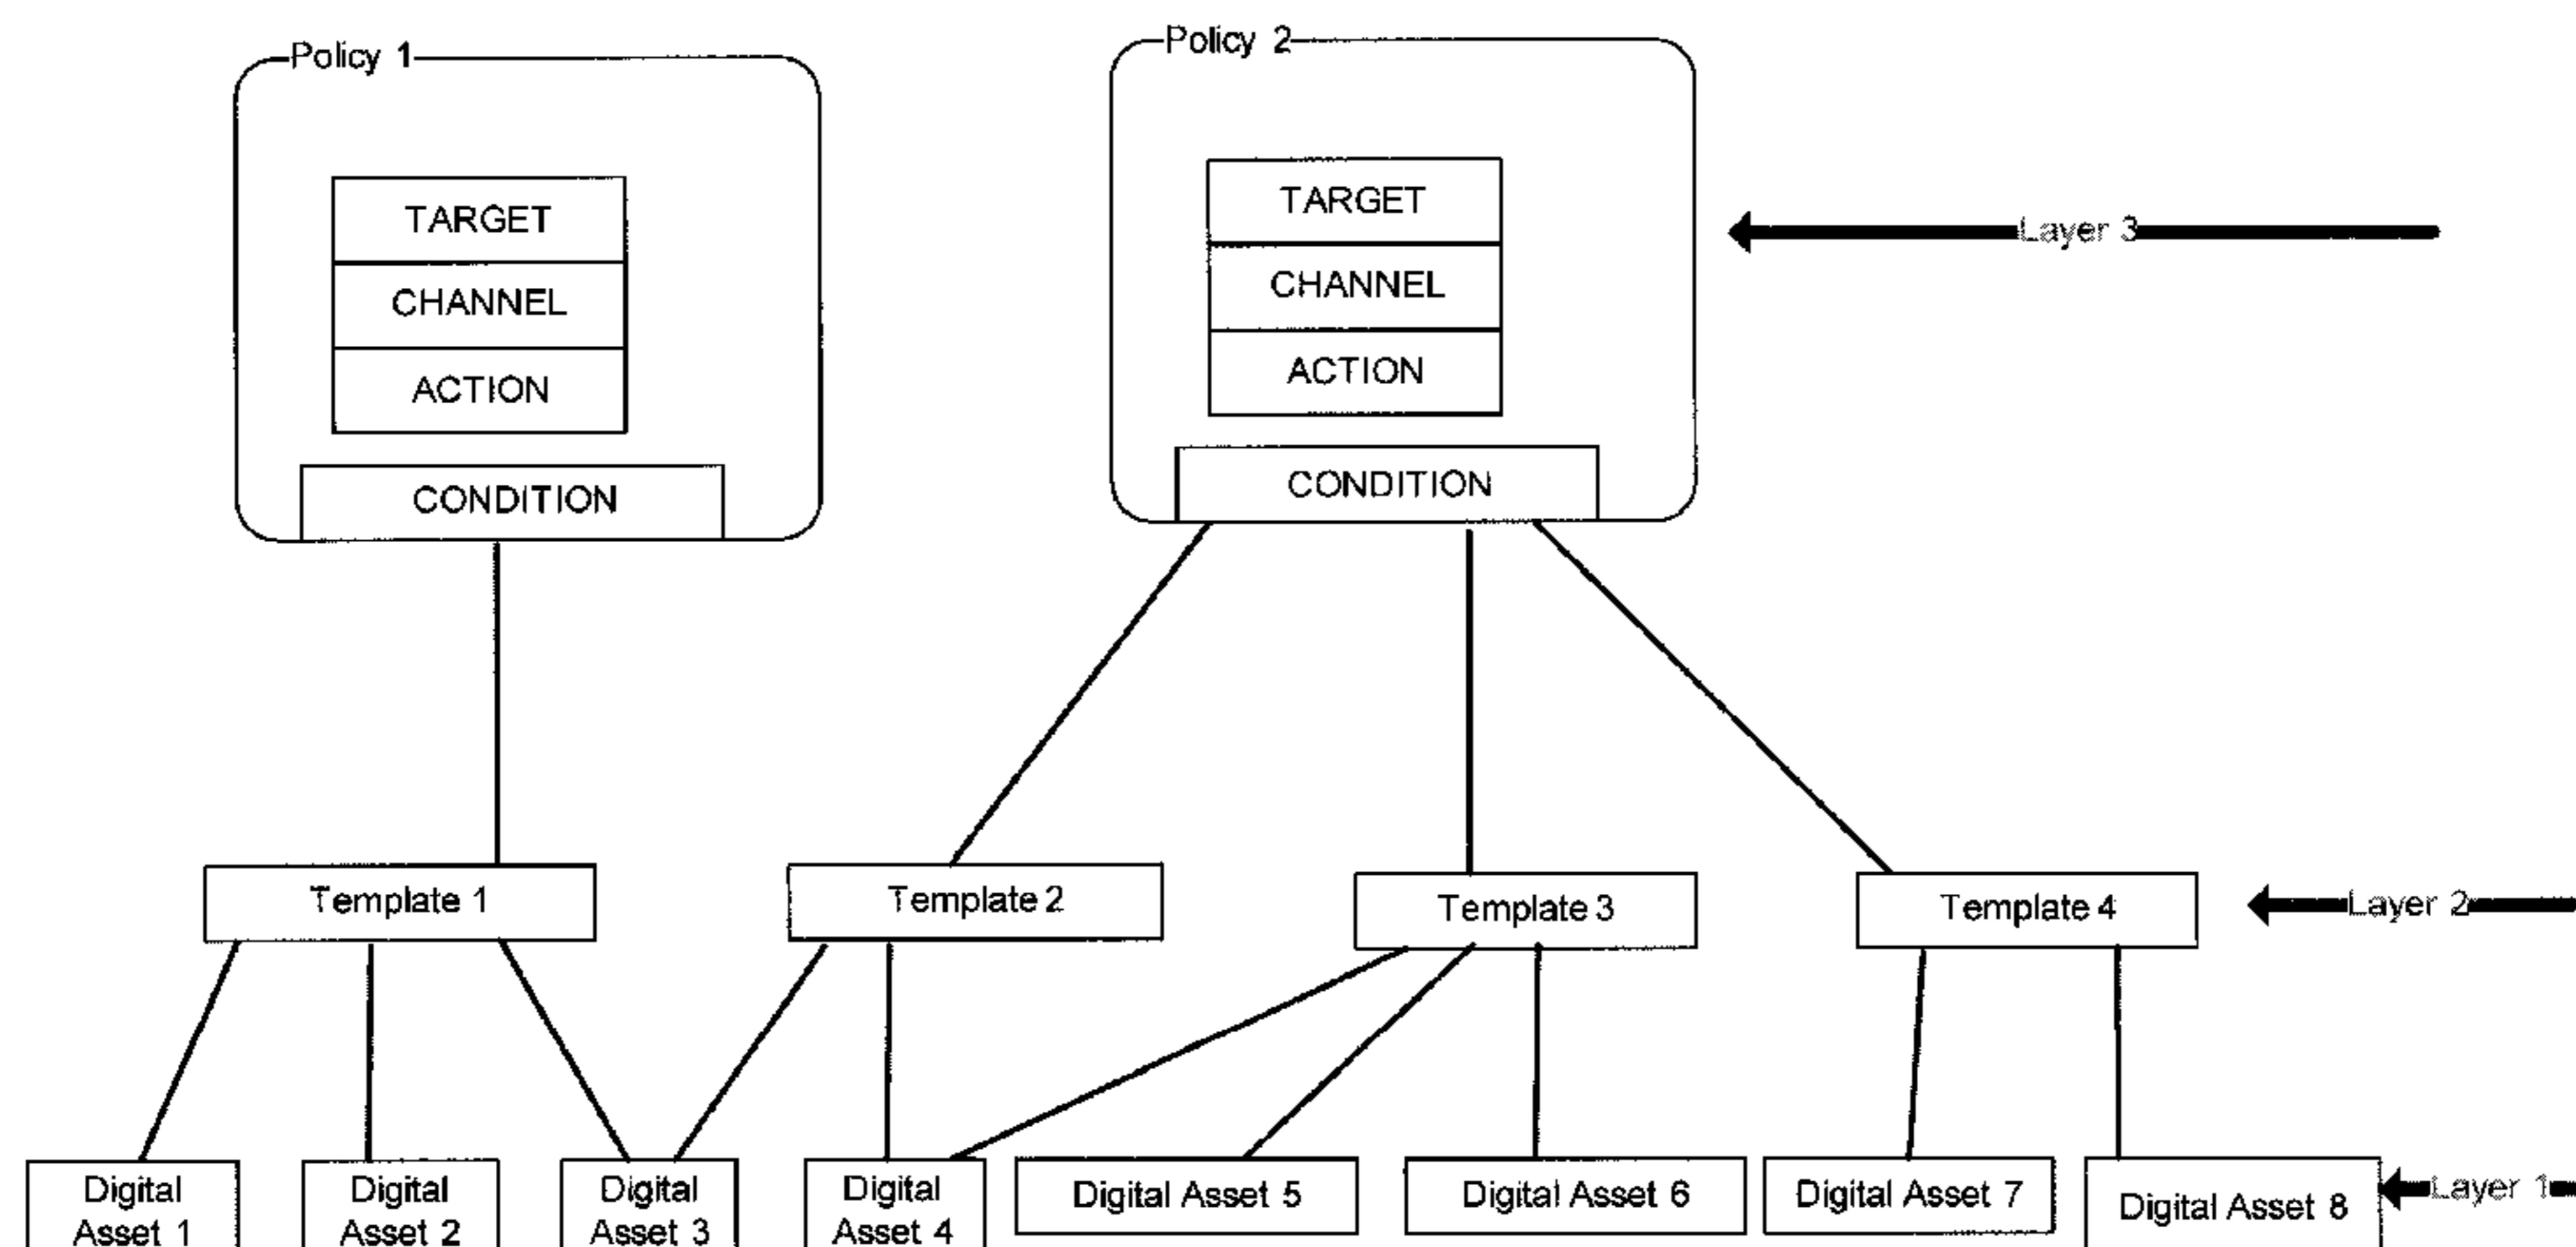 Policy 1
Policy 2
TARGET
CHANNEL
ACTION
CONDITION
TARGET
CHANNEL
ACTION
CONDITION
Layer 3
Template 1
Template 2
Template 3
Template 4
Layer 2
Digital
Asset 1
Digital
Asset 2
Digital
Asset 3
Digital
Asset 4
Digital Asset 5
Digital Asset 6
Digital Asset 7
Digital Asset 8
Layer 1